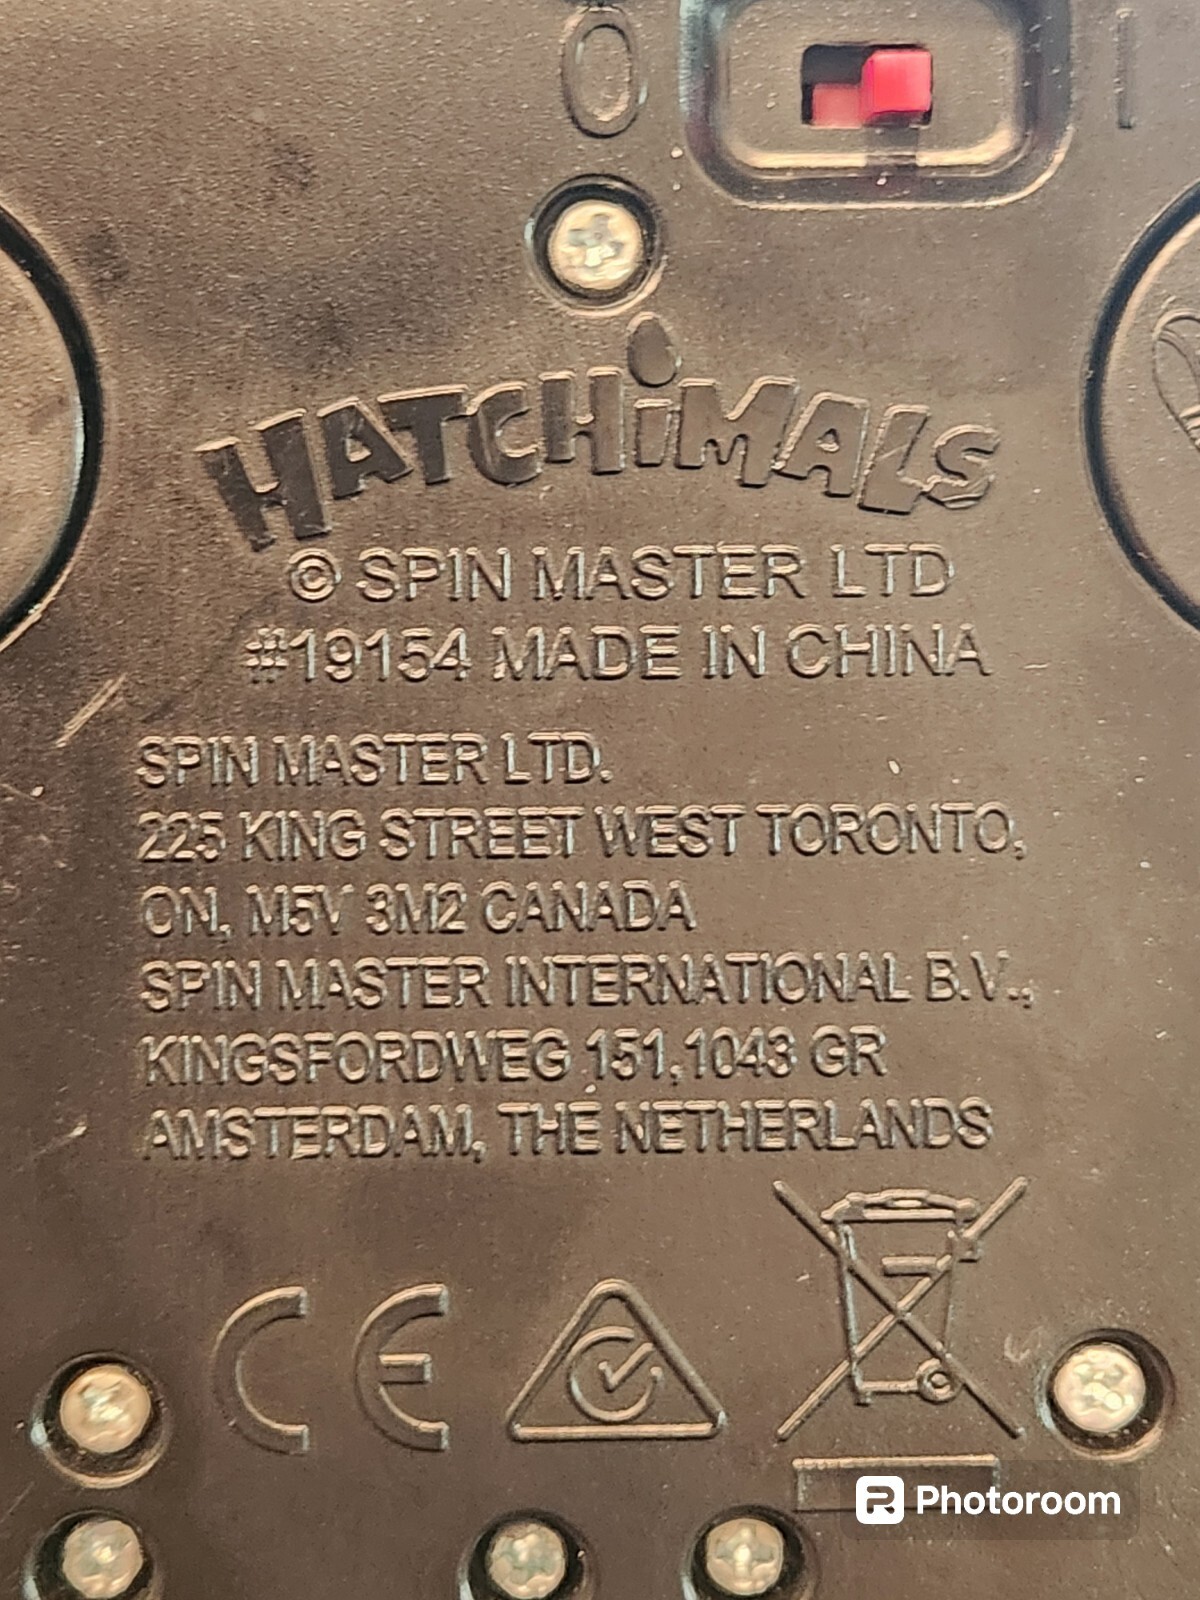 O I
HATCHiMALS
© SPIN MASTER LTD
#19154 MADE IN CHINA
SPIN MASTER LTD.
225 KING STREET WEST TORONTO,
ON, M5V 3M2 CANADA
SPIN MASTER INTERNATIONAL B.V.,
KINGSFORDWEG 151,1043 GR
AMSTERDAM, THE NETHERLANDS
CE
Photoroom